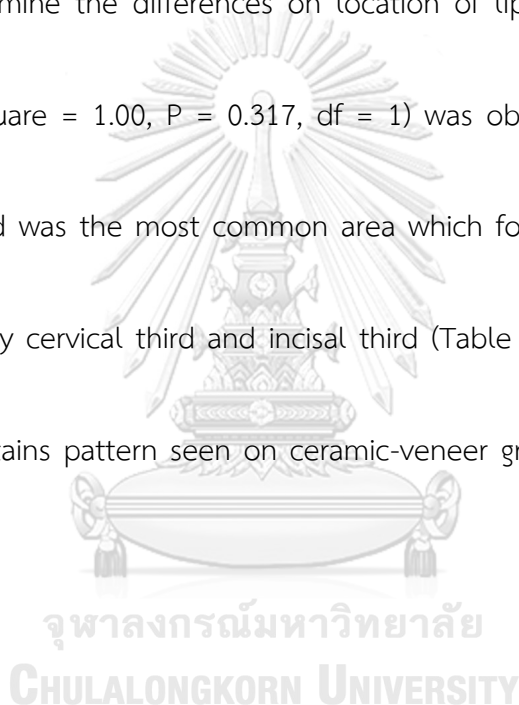 mine the differences on location of lip
uare = 1.00, P = 0.317, df = 1) was ob
d was the most common area which fo
y cervical third and incisal third (Table
ains pattern seen on ceramic-veneer gr
จุฬาลงกรณ์มหาวิทยาลัย
CHULALONGKORN UNIVERSITY